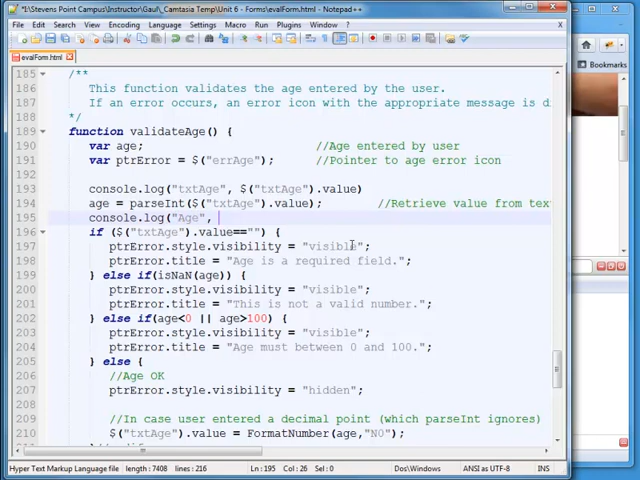 *I:\Stevens Point Campus\Instructor\Gaul\_Camtasia Temp\Unit 6 - Forms\evalForm.html - Notepad++
File Edit Search View Encoding Language Settings Macro Run Plugins Window ?
evalForm.html
Bookmarks
185 /**
186 This function validates the age entered by the user.
187 If an error occurs, an error icon with the appropriate message is di
188 */
189 function validateAge() {
190 var age; //Age entered by user
191 var ptrError = $("errAge"); //Pointer to age error icon
192
193 console.log("txtAge", $("txtAge").value)
194 age = parseInt($("txtAge").value); //Retrieve value from tex
195 console.log("Age",
196 if ($("txtAge").value=="") {
197 ptrError.style.visibility = "visible";
198 ptrError.title = "Age is a required field.";
199 } else if(isNaN(age)) {
200 ptrError.style.visibility = "visible";
201 ptrError.title = "This is not a valid number.";
202 } else if(age<0 || age>100) {
203 ptrError.style.visibility = "visible";
204 ptrError.title = "Age must between 0 and 100.";
205 } else {
206 //Age OK
207 ptrError.style.visibility = "hidden";
208
209 //In case user entered a decimal point (which parseInt ignores)
210 $("txtAge").value = FormatNumber(age,"N0");
Hyper Text Markup Language file length : 7408 lines : 216 Ln : 195 Col : 26 Sel : 0 Dos\Windows ANSI as UTF-8 INS